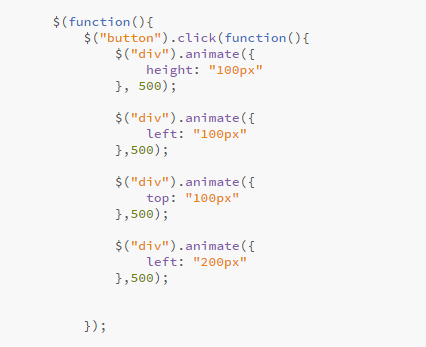 $(function(){
    $("button").click(function(){
        $("div").animate({
            height: "100px"
        }, 500);

        $("div").animate({
            left: "100px"
        },500);

        $("div").animate({
            top: "100px"
        },500);

        $("div").animate({
            left: "200px"
        },500);


    });